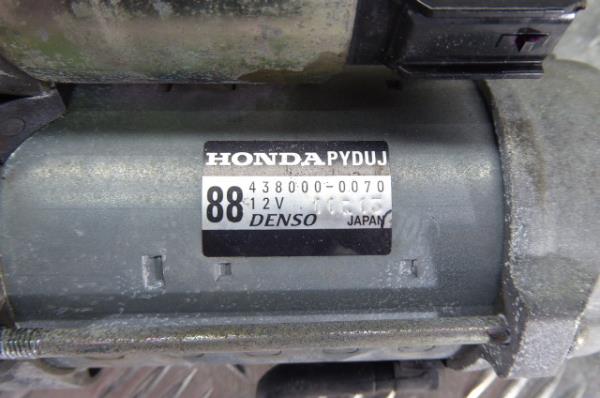 HONDA PYDUJ
88 438000-0070
12V
DENSO JAPAN